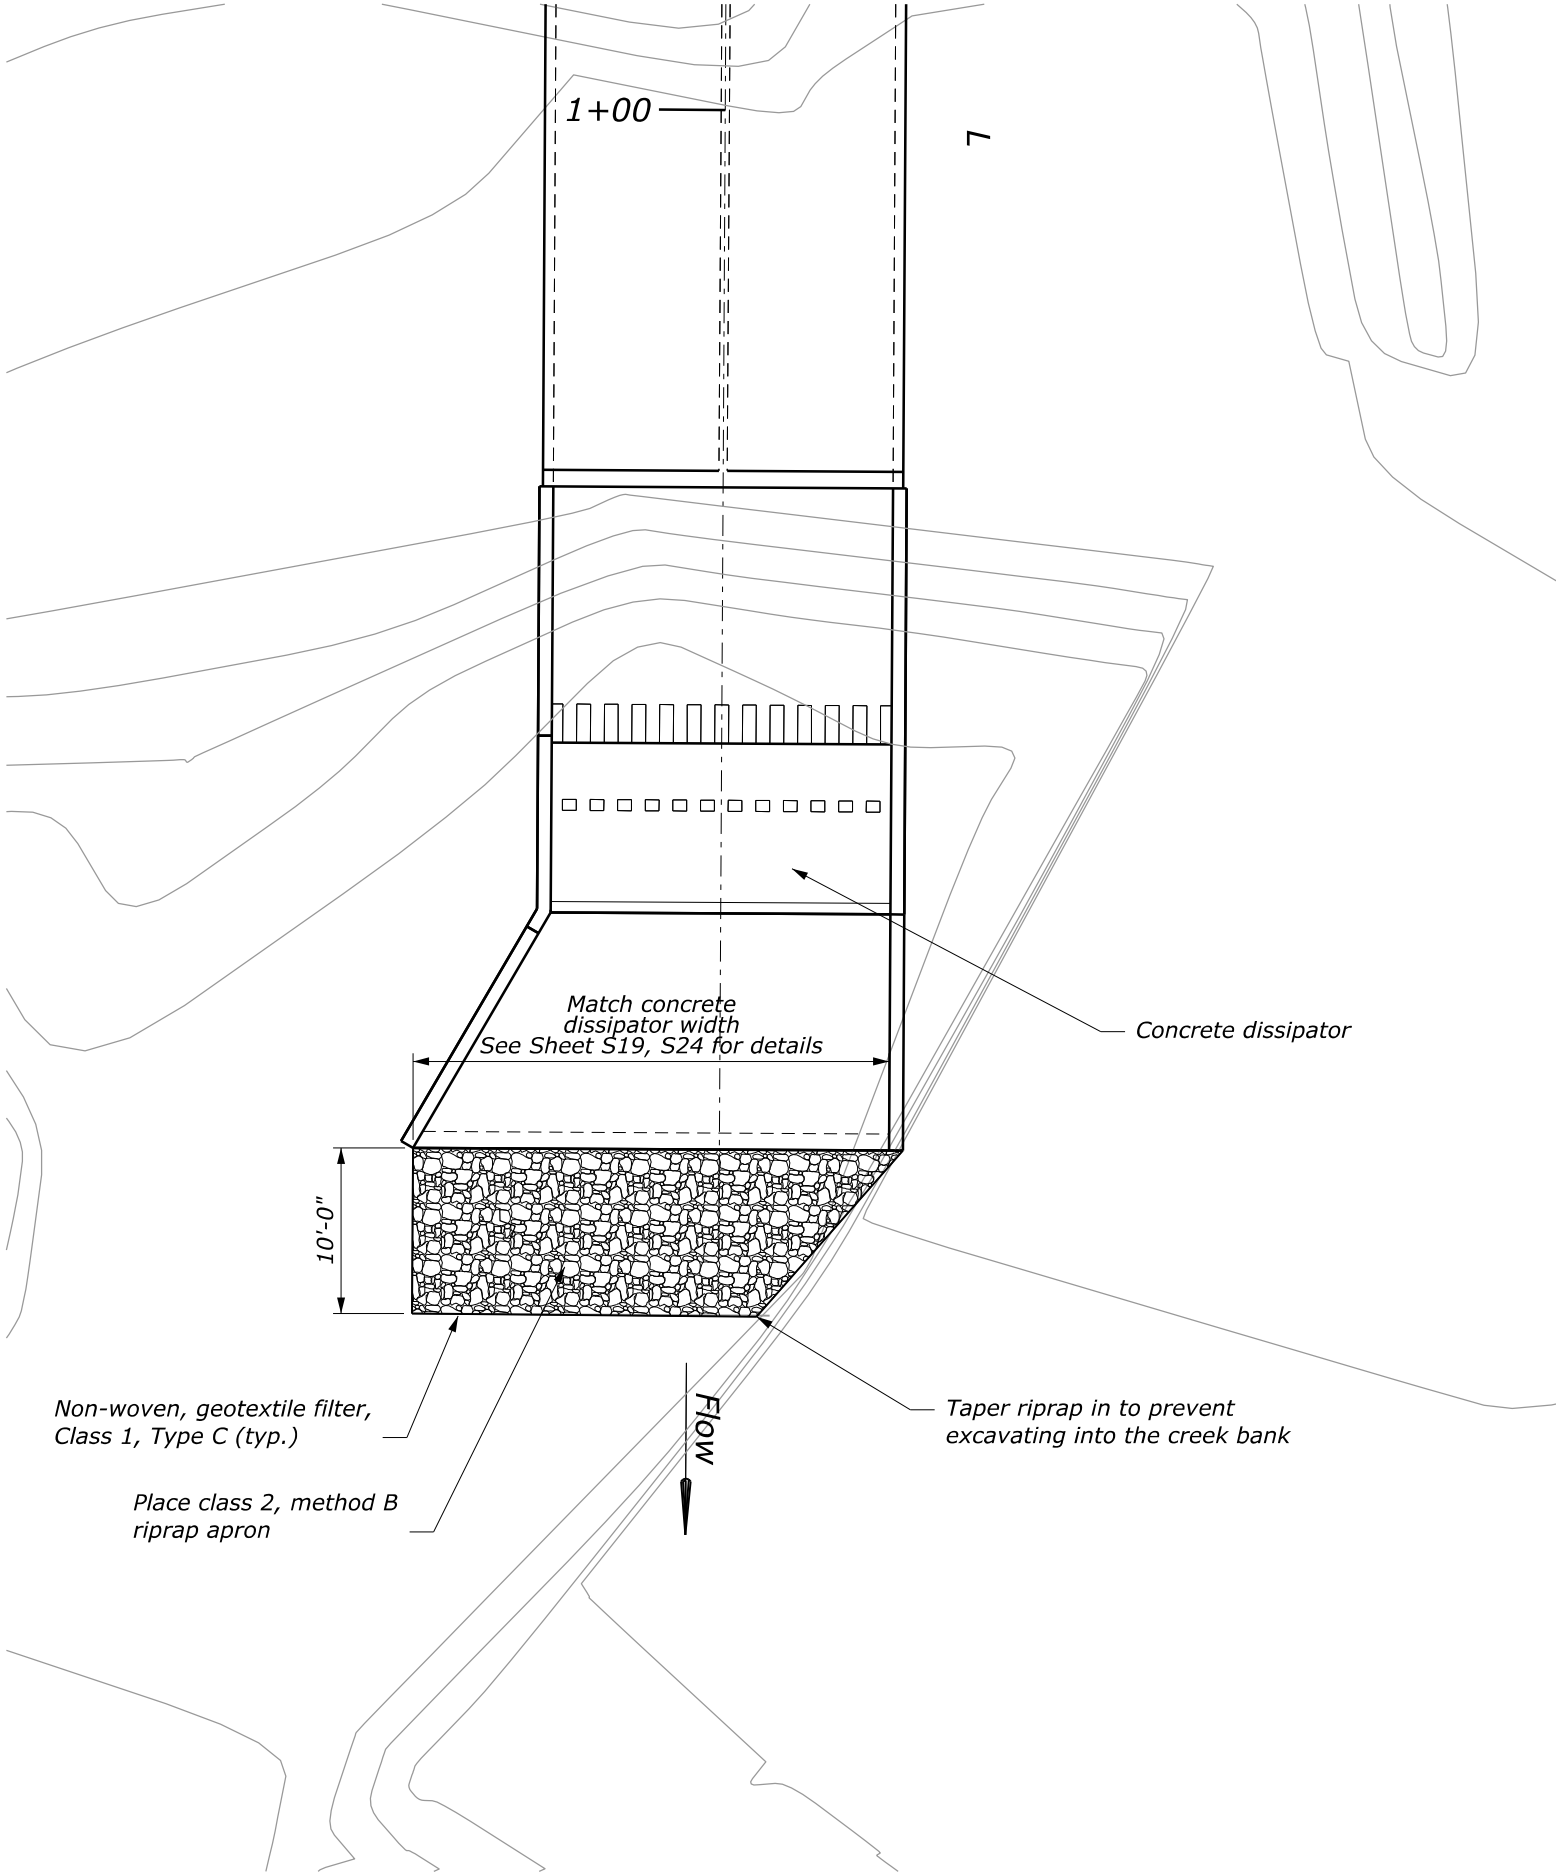 1+00
L
Match concrete
dissipator width
See Sheet S19, S24 for details
Concrete dissipator
10'-0"
Non-woven, geotextile filter,
Class 1, Type C (typ.)
Flow
Taper riprap in to prevent
excavating into the creek bank
Place class 2, method B
riprap apron